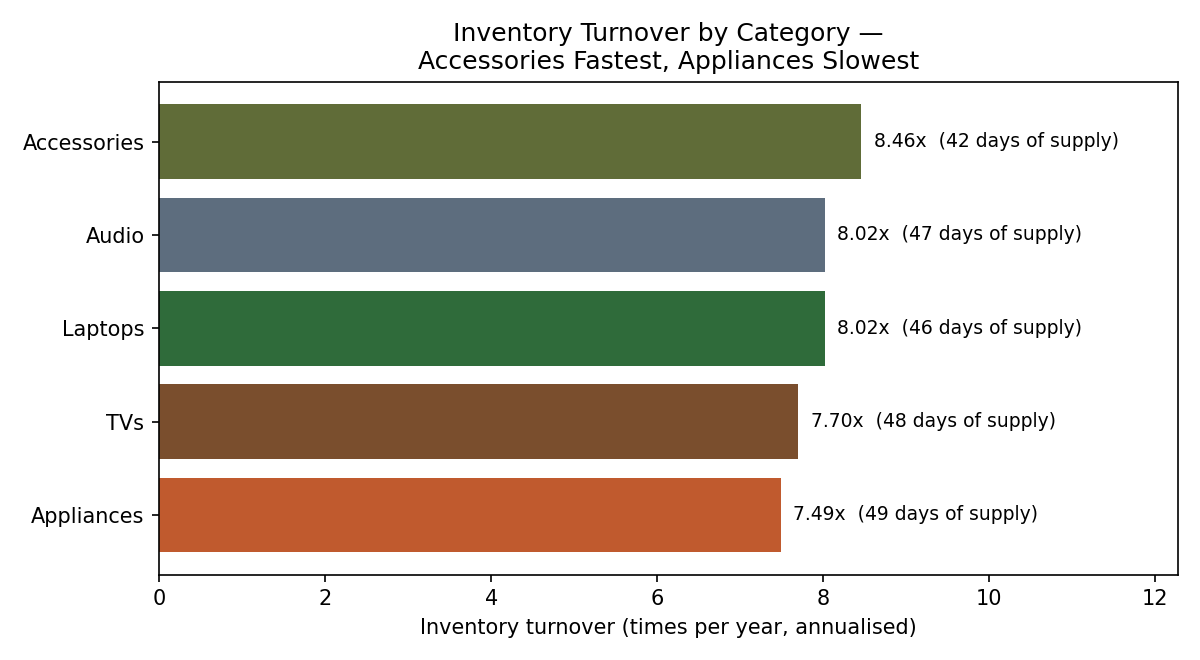 Inventory Turnover by Category —
Accessories Fastest, Appliances Slowest
Accessories
8.46x  (42 days of supply)
Audio
8.02x  (47 days of supply)
Laptops
8.02x  (46 days of supply)
TVs
7.70x  (48 days of supply)
Appliances
7.49x  (49 days of supply)
0 2 4 6 8 10 12
Inventory turnover (times per year, annualised)